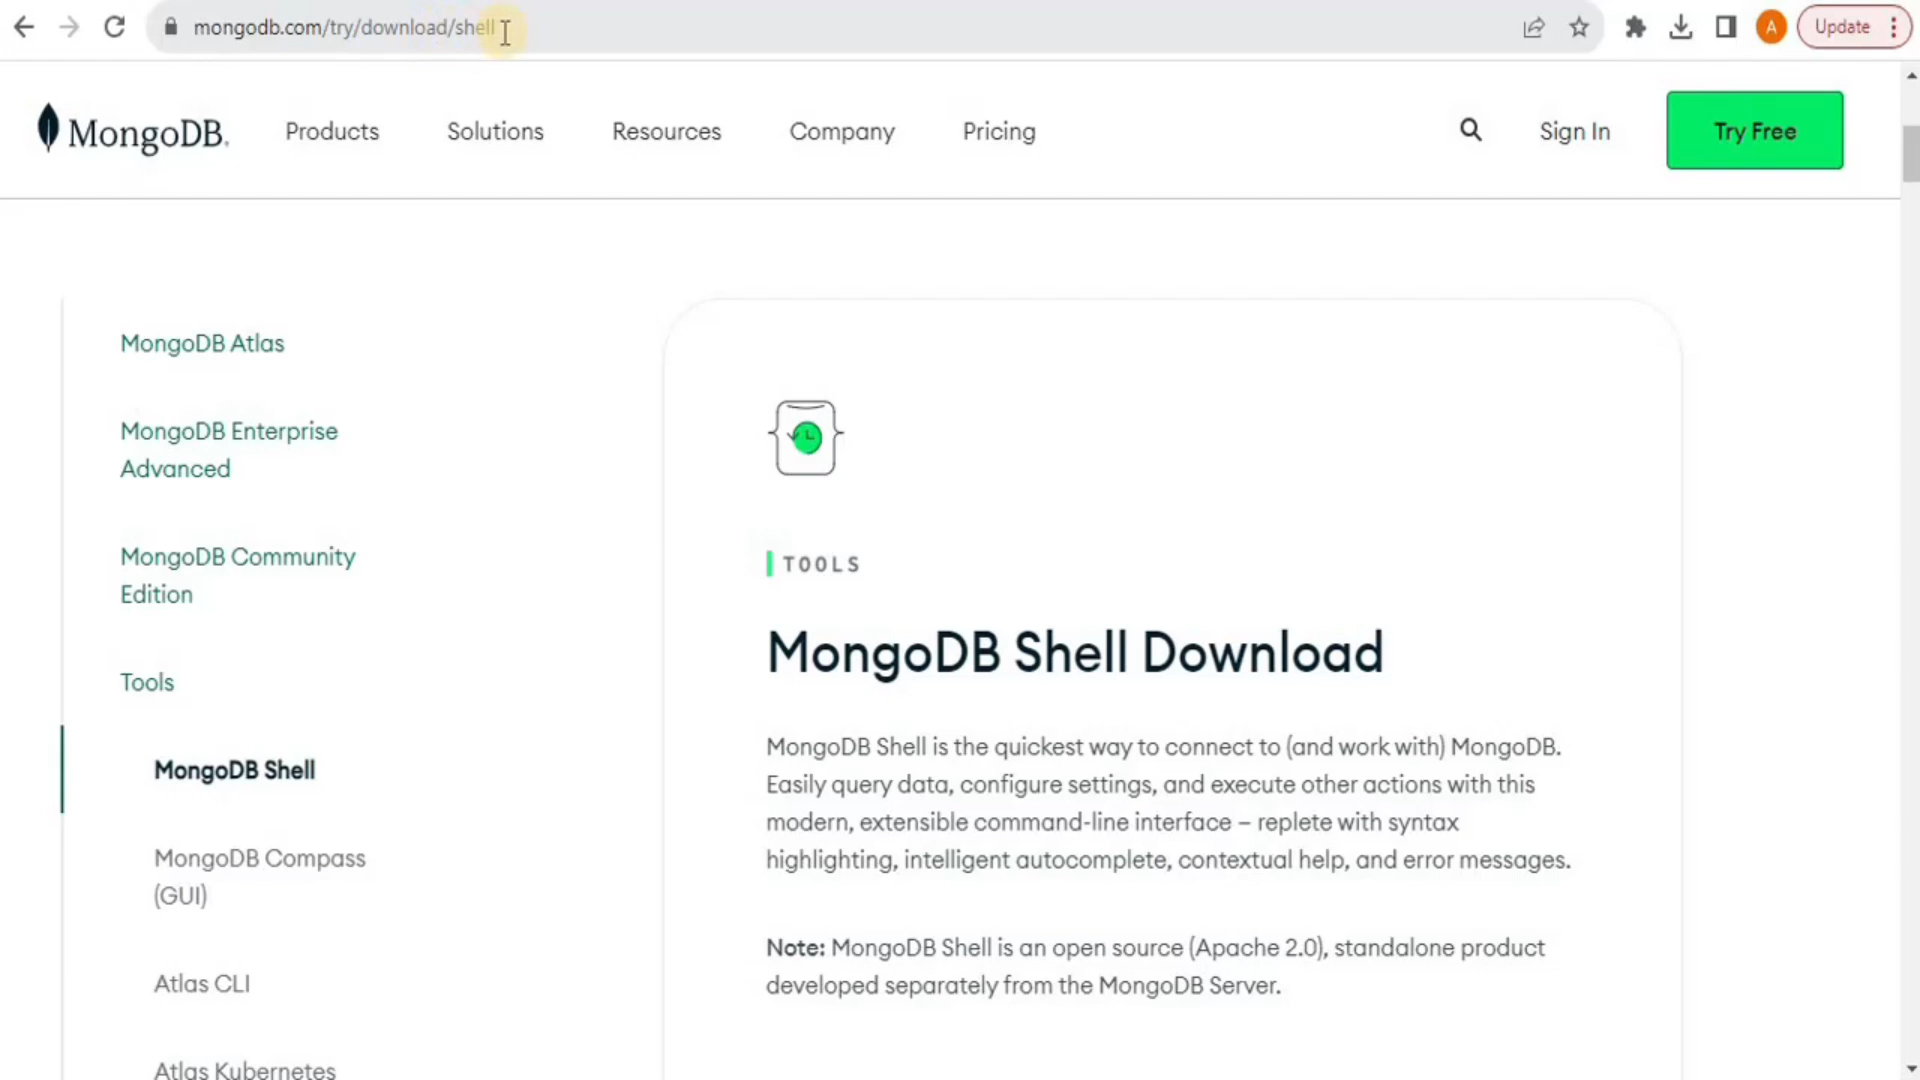 mongodb.com/try/download/shell
A
Update
MongoDB.
Products
Solutions
Resources
Company
Pricing
Sign In
Try Free
MongoDB Atlas
MongoDB Enterprise
Advanced
MongoDB Community
Edition
Tools
MongoDB Shell
MongoDB Compass
(GUI)
Atlas CLI
Atlas Kubernetes
TOOLS
MongoDB Shell Download
MongoDB Shell is the quickest way to connect to (and work with) MongoDB.
Easily query data, configure settings, and execute other actions with this
modern, extensible command-line interface – replete with syntax
highlighting, intelligent autocomplete, contextual help, and error messages.
Note: MongoDB Shell is an open source (Apache 2.0), standalone product
developed separately from the MongoDB Server.